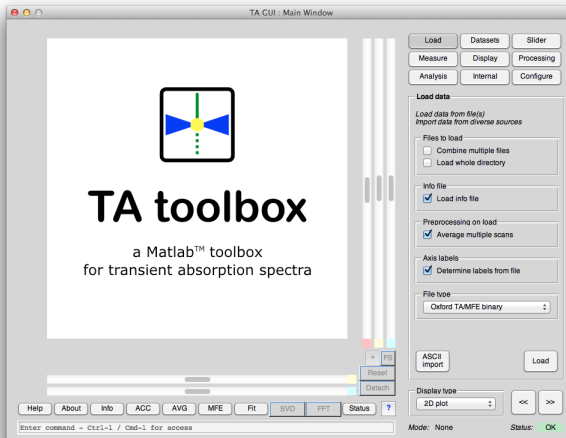 TA GUI : Main Window
TA toolbox
a Matlab™ toolbox
for transient absorption spectra
+ FS
Reset
Detach
Help About Info ACC AVG MFE Fit SVD FFT Status ?
Enter command - Ctrl-l / Cmd-l for access
Load Datasets Slider
Measure Display Processing
Analysis Internal Configure
Load data
Load data from file(s)
Import data from diverse sources
Files to load
Combine multiple files
Load whole directory
Info file
Load info file
Preprocessing on load
Average multiple scans
Axis labels
Determine labels from file
File type
Oxford TA/MFE binary
ASCII
import
Load
Display type
2D plot
<< >>
Mode: None Status: OK